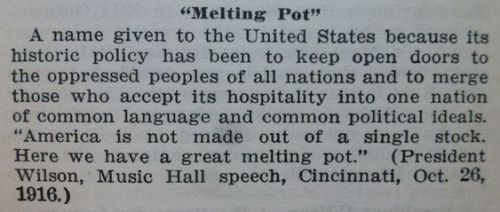 “Melting Pot”
A name given to the United States because its
historic policy has been to keep open doors to
the oppressed peoples of all nations and to merge
those who accept its hospitality into one nation
of common language and common political ideals.
“America is not made out of a single stock.
Here we have a great melting pot.” (President
Wilson, Music Hall speech, Cincinnati, Oct. 26,
1916.)